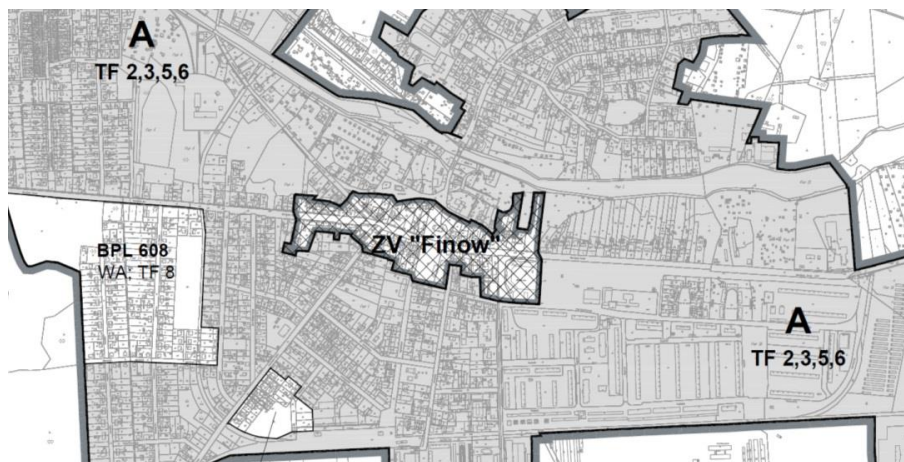 A
TF 2,3,5,6
ZV "Finow"
BPL 608
WA: TF 8
A
TF 2,3,5,6